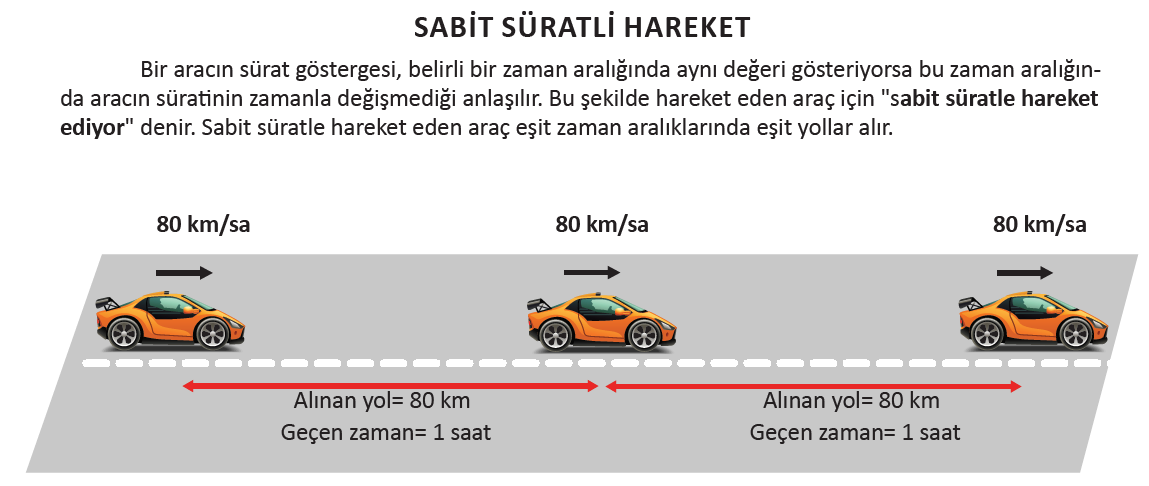 SABİT SÜRATLİ HAREKET
Bir aracın sürat göstergesi, belirli bir zaman aralığında aynı değeri gösteriyorsa bu zaman aralığın-
da aracın süratinin zamanla değişmediği anlaşılır. Bu şekilde hareket eden araç için "sabit süratle hareket
ediyor" denir. Sabit süratle hareket eden araç eşit zaman aralıklarında eşit yollar alır.
80 km/sa 80 km/sa 80 km/sa
Alınan yol= 80 km Alınan yol= 80 km
Geçen zaman= 1 saat Geçen zaman= 1 saat